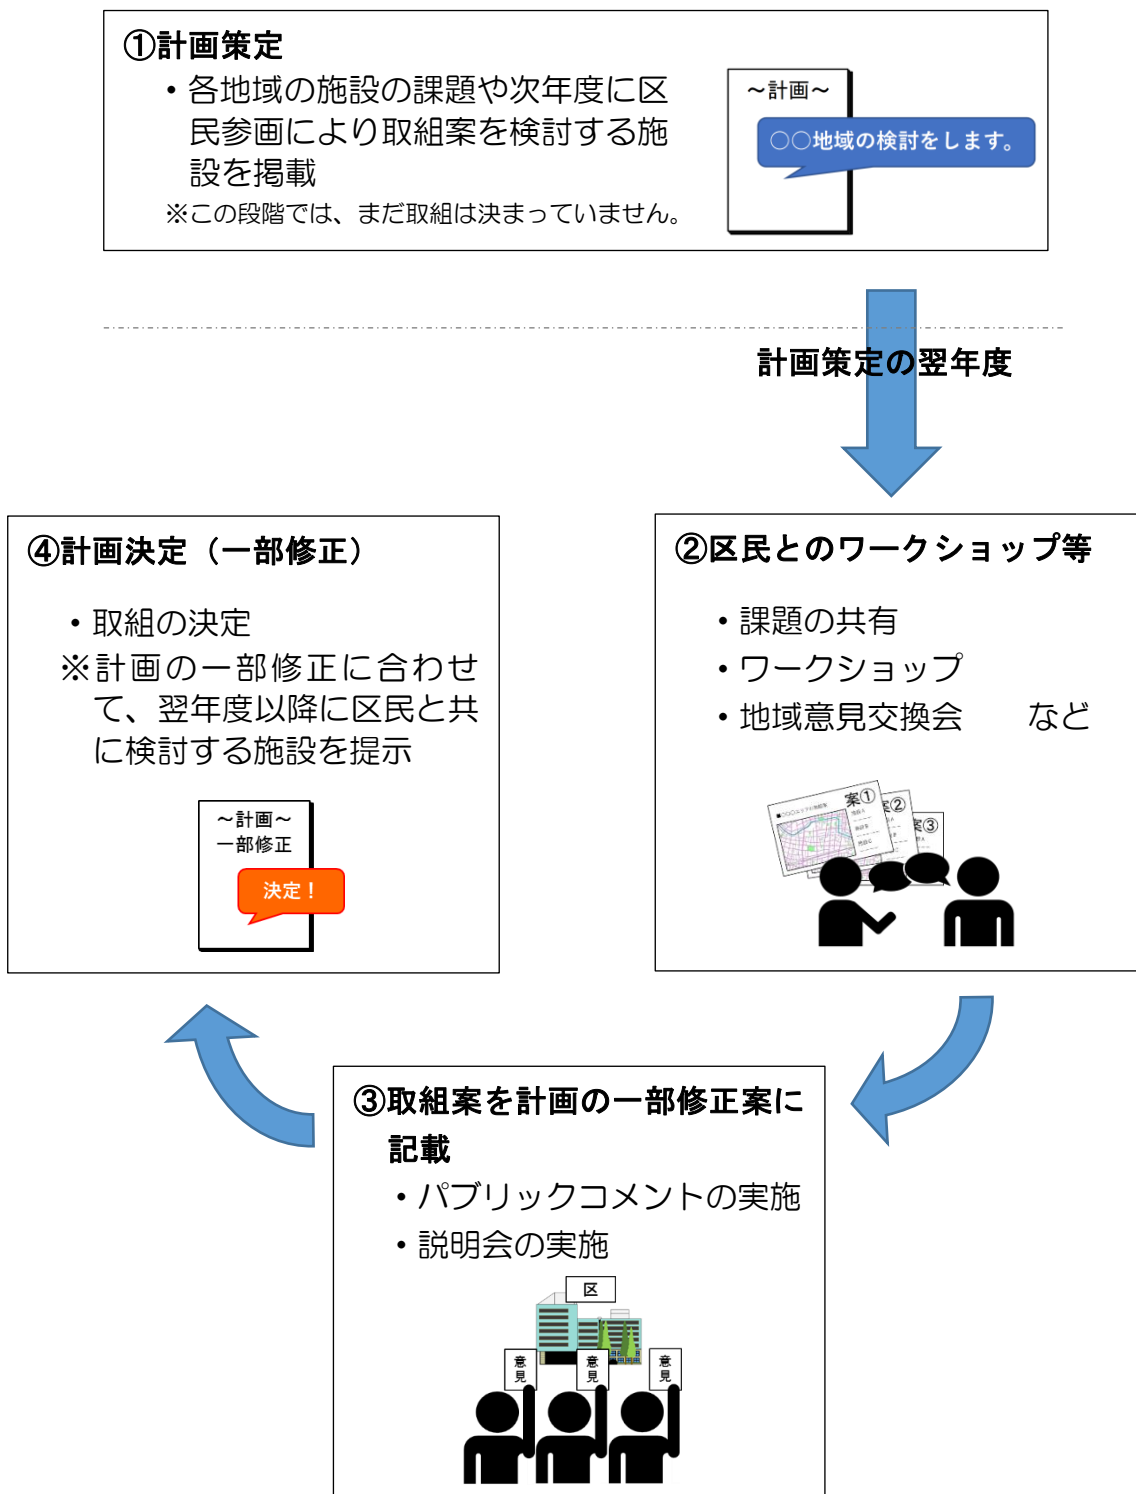 ①計画策定
・各地域の施設の課題や次年度に区
民参画により取組案を検討する施
設を掲載
※この段階では、まだ取組は決まっていません。
～計画～
○○地域の検討をします。
計画策定の翌年度
②区民とのワークショップ等
・課題の共有
・ワークショップ
・地域意見交換会　　など
案①
案②
案③
③取組案を計画の一部修正案に
記載
・パブリックコメントの実施
・説明会の実施
区
意見
意見
意見
④計画決定（一部修正）
・取組の決定
※計画の一部修正に合わせ
て、翌年度以降に区民と共
に検討する施設を提示
～計画～
一部修正
決定！